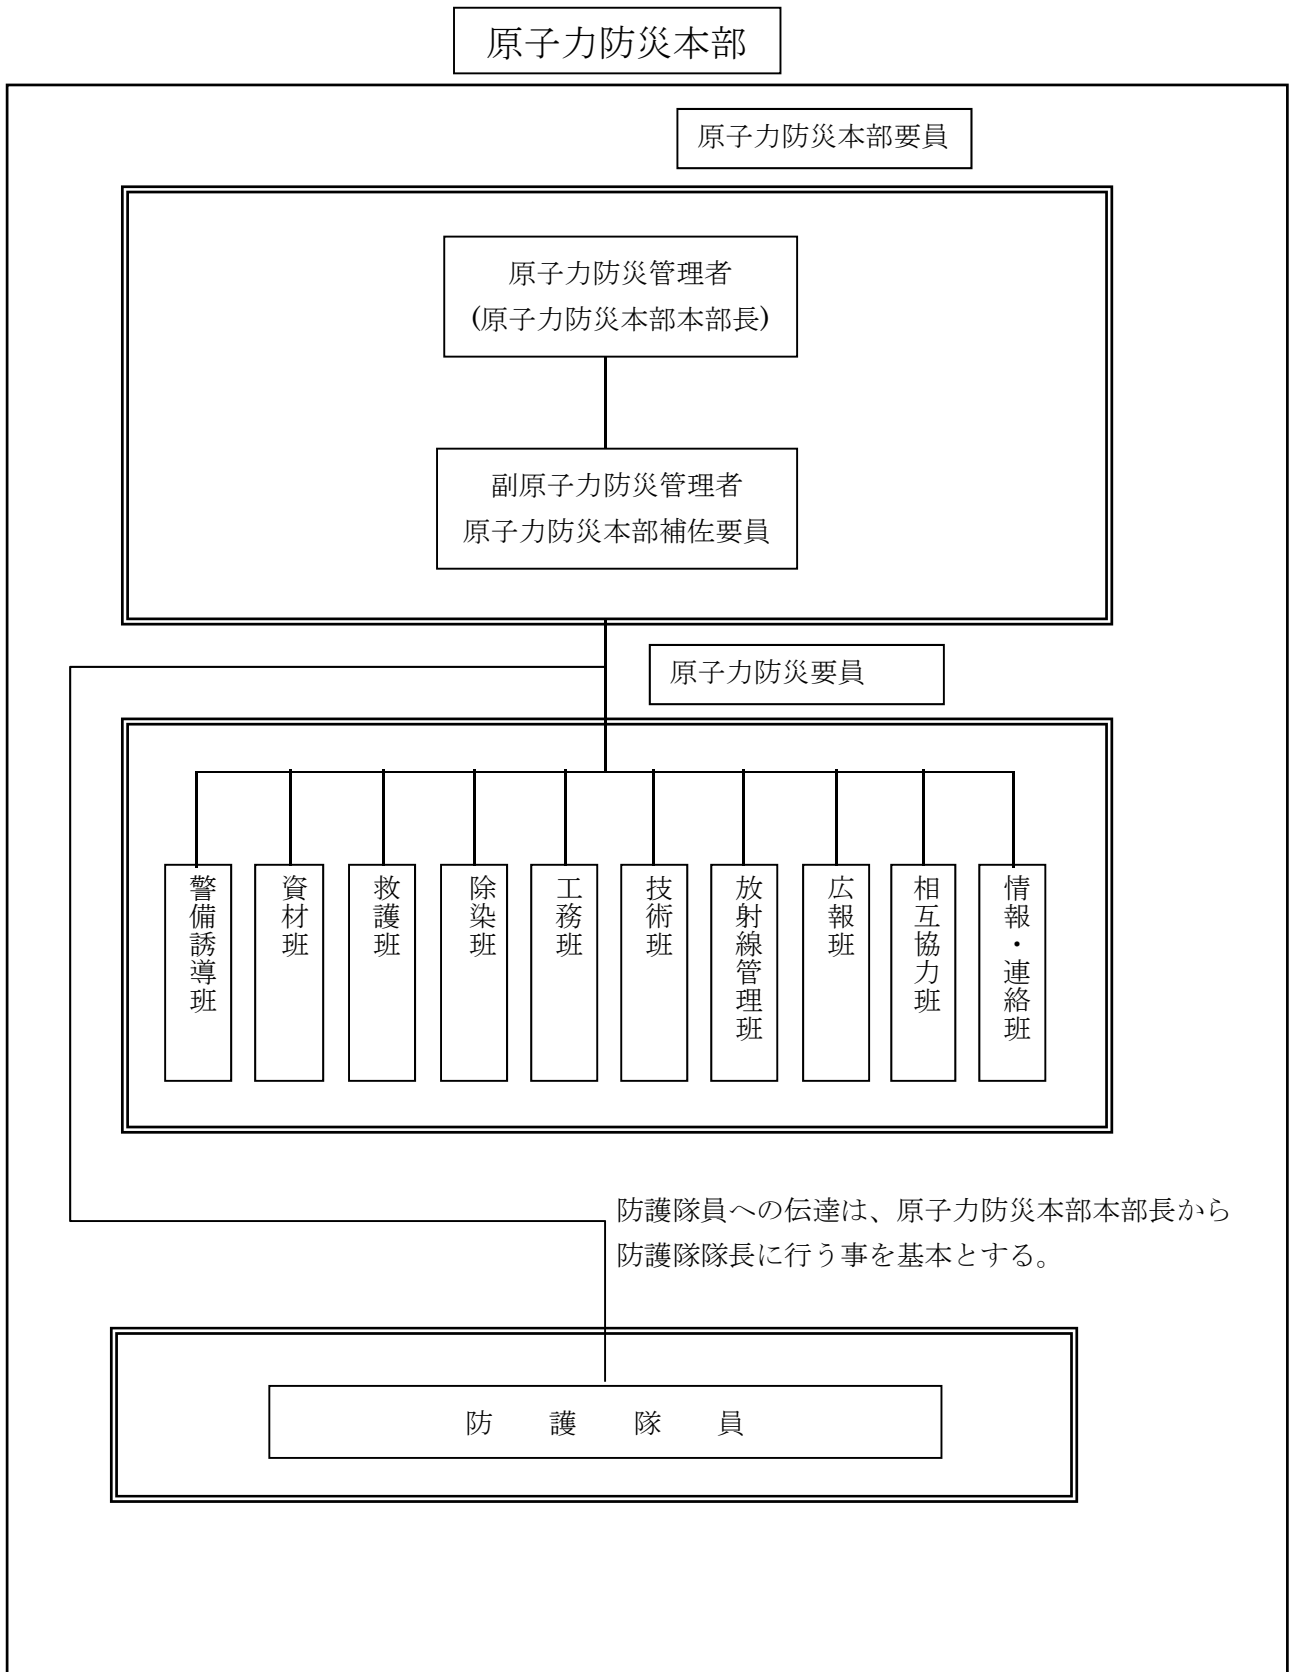 原子力防災本部
原子力防災本部要員
原子力防災管理者
(原子力防災本部本部長)
副原子力防災管理者
原子力防災本部補佐要員
原子力防災要員
情報・連絡班
相互協力班
広報班
放射線管理班
技術班
工務班
除染班
救護班
資材班
警備誘導班
防護隊員への伝達は、原子力防災本部本部長から
防護隊隊長に行う事を基本とする。
防 護 隊 員